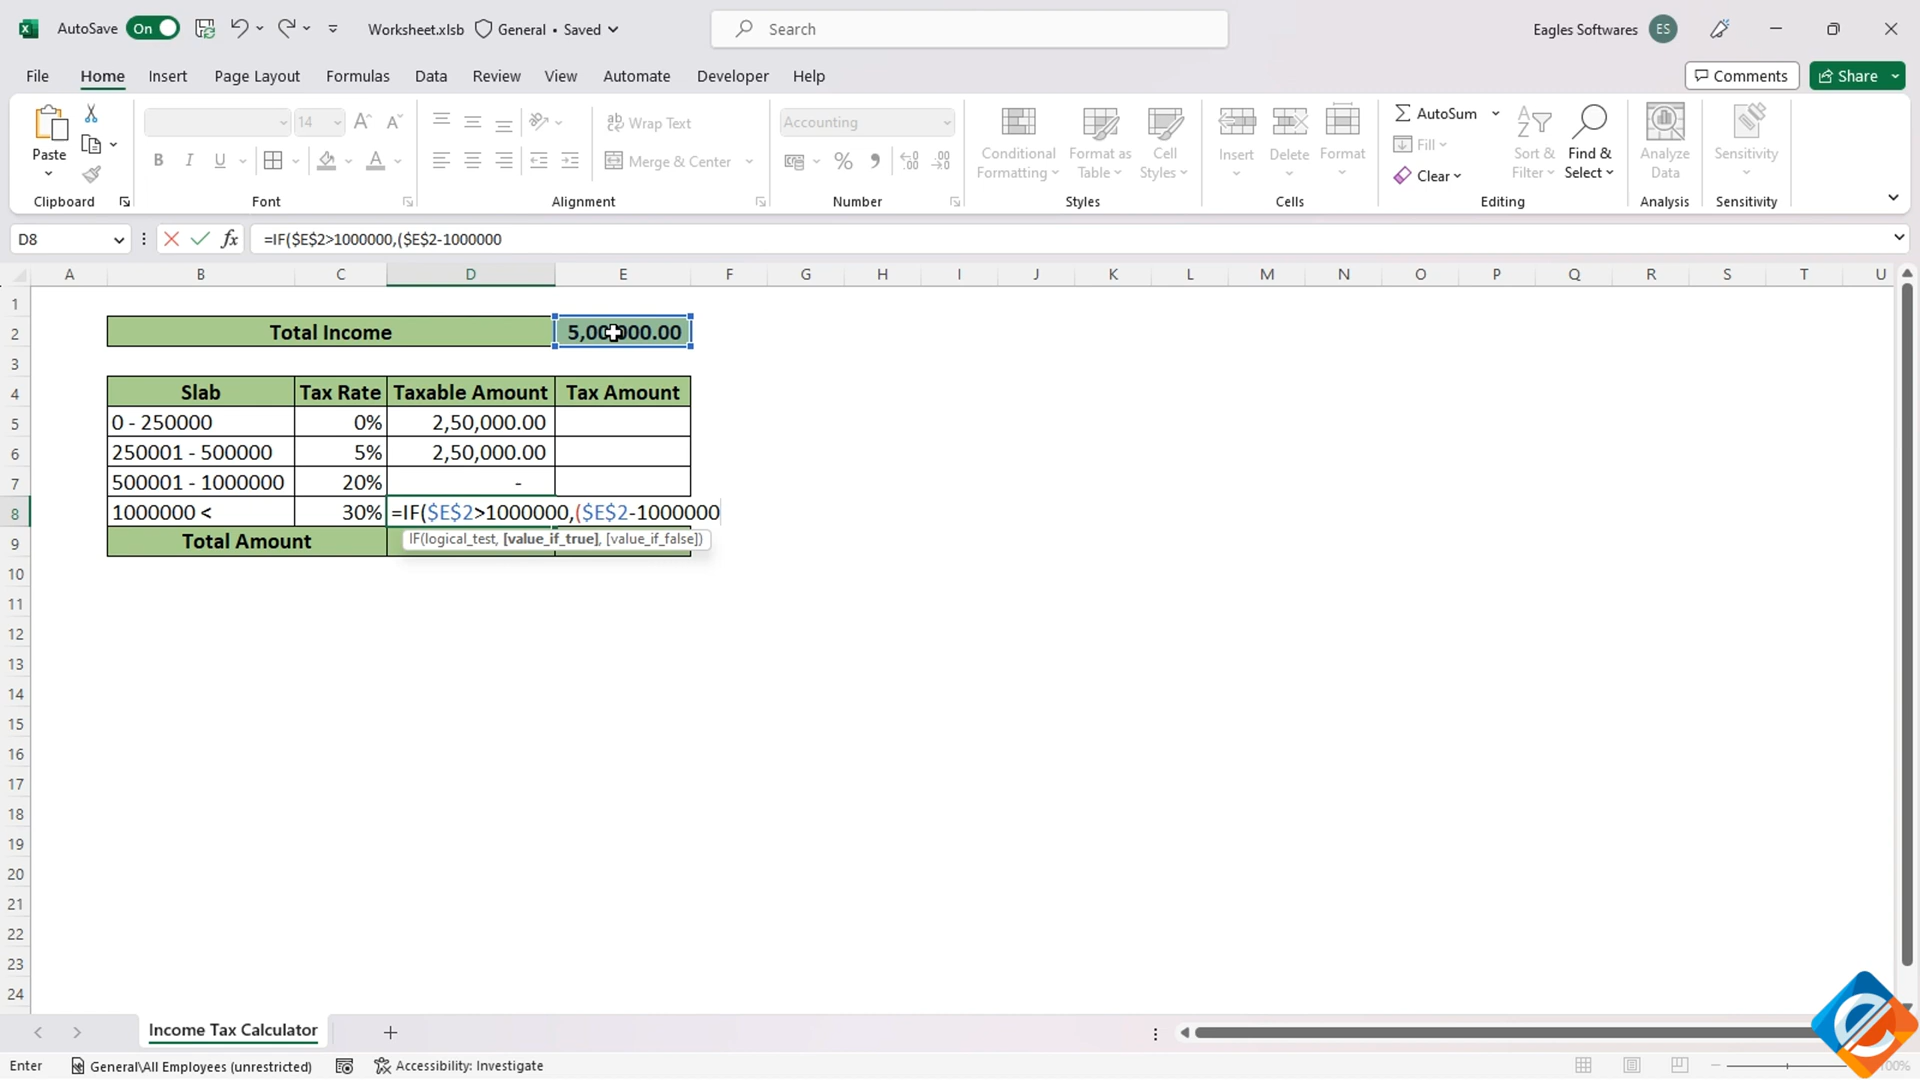 AutoSave On Worksheet.xlsb General • Saved Search Eagles Softwares ES
File Home Insert Page Layout Formulas Data Review View Automate Developer Help Comments Share
Paste
Clipboard
14
B I U A
Font
ab Wrap Text
Merge & Center
Alignment
Accounting
%
Number
Conditional Formatting
Format as Table
Cell Styles
Styles
Insert Delete Format
Cells
AutoSum
Fill
Clear
Sort & Filter
Find & Select
Editing
Analyze Data
Analysis
Sensitivity
Sensitivity
D8 fx =IF($E$2>1000000,($E$2-1000000
A B C D E F G H I J K L M N O P Q R S T U
1
2 Total Income
3
4 Slab Tax Rate Taxable Amount Tax Amount
5 0 - 250000 0% 2,50,000.00
6 250001 - 500000 5% 2,50,000.00
7 500001 - 1000000 20% -
8 1000000 < 30% =IF($E$2>1000000,($E$2-1000000
9 Total Amount IF(logical_test, [value_if_true], [value_if_false])
10
11
12
13
14
15
16
17
18
19
20
21
22
23
24
Income Tax Calculator
Enter General\All Employees (unrestricted) Accessibility: Investigate